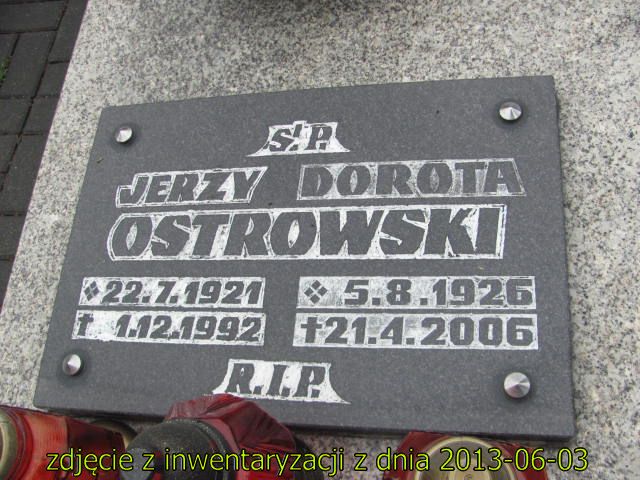 Ś.P.
JERZY DOROTA
OSTROWSKI
22.7.1921 5.8.1926
† 1.12.1992 †21.4.2006
R.I.P.
zdjęcie z inwentaryzacji z dnia 2013-06-03